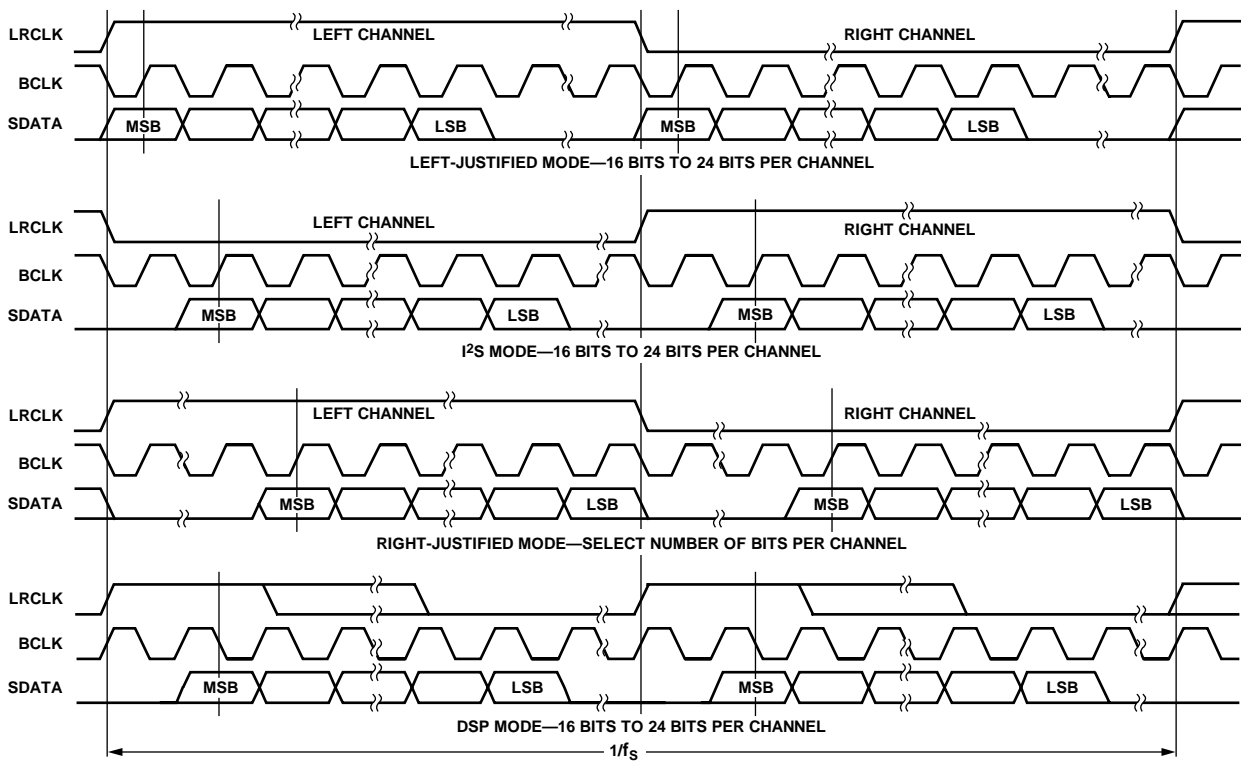 LRCLK LEFT CHANNEL RIGHT CHANNEL
BCLK
SDATA MSB LSB MSB LSB
LEFT-JUSTIFIED MODE—16 BITS TO 24 BITS PER CHANNEL
LRCLK LEFT CHANNEL RIGHT CHANNEL
BCLK
SDATA MSB LSB MSB LSB
I²S MODE—16 BITS TO 24 BITS PER CHANNEL
LRCLK LEFT CHANNEL RIGHT CHANNEL
BCLK
SDATA MSB LSB MSB LSB
RIGHT-JUSTIFIED MODE—SELECT NUMBER OF BITS PER CHANNEL
LRCLK
BCLK
SDATA MSB LSB MSB LSB
DSP MODE—16 BITS TO 24 BITS PER CHANNEL
1/fS